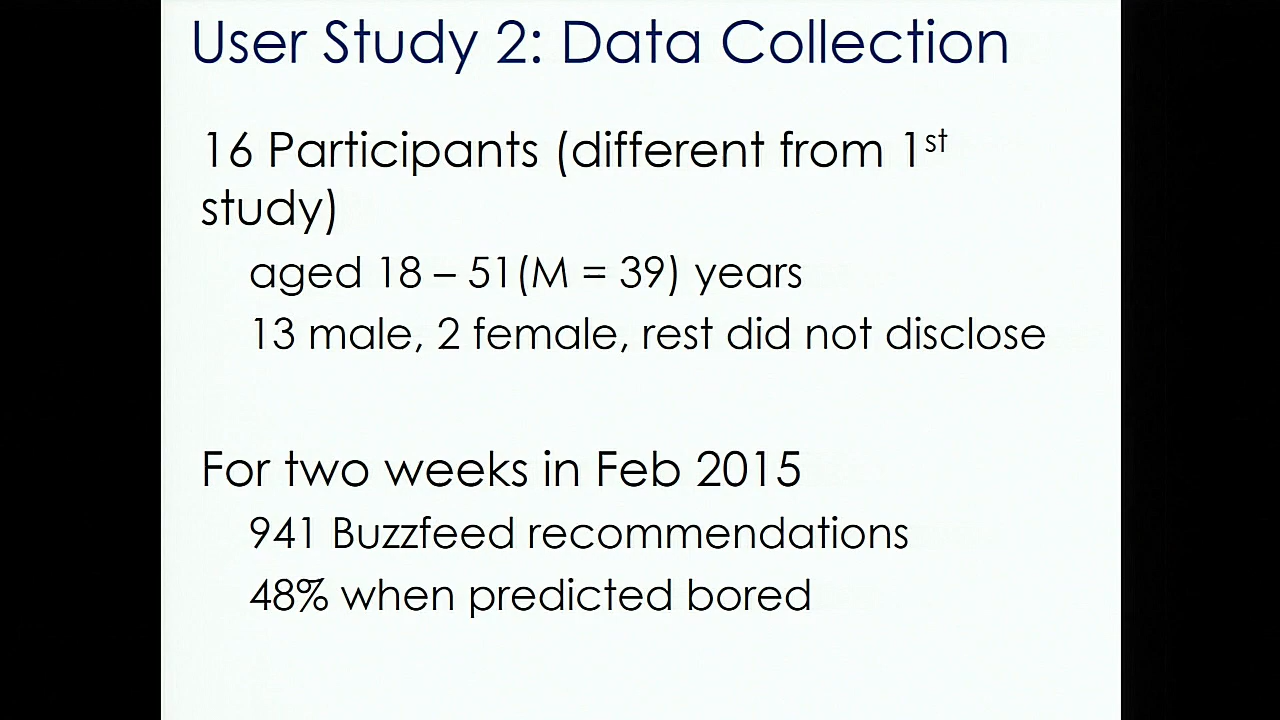 User Study 2: Data Collection
16 Participants (different from 1st
study)
aged 18 – 51(M = 39) years
13 male, 2 female, rest did not disclose
For two weeks in Feb 2015
941 Buzzfeed recommendations
48% when predicted bored